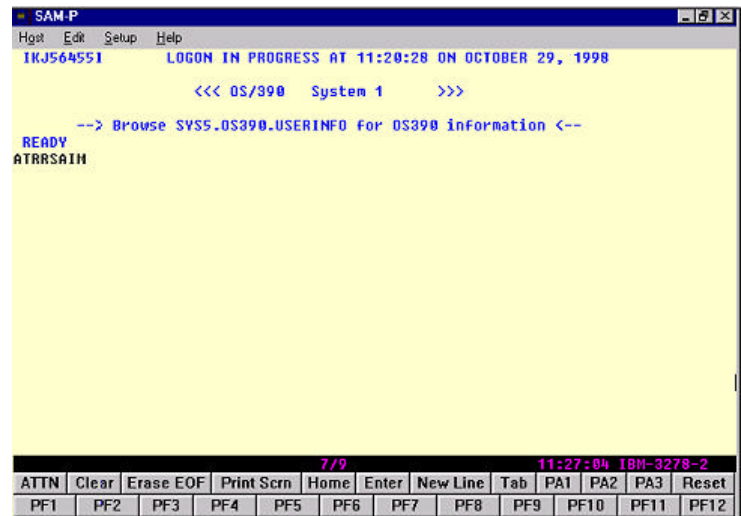 SAM-P
Host Edit Setup Help
IKJ56455I LOGON IN PROGRESS AT 11:20:28 ON OCTOBER 29, 1998
<<< OS/390 System 1 >>>
--> Browse SYS5.OS390.USERINFO for OS390 information <--
READY
ATRRSAIM
7/9 11:27:04 IBM-3278-2
ATTN Clear Erase EOF Print Scrn Home Enter New Line Tab PA1 PA2 PA3 Reset
PF1 PF2 PF3 PF4 PF5 PF6 PF7 PF8 PF9 PF10 PF11 PF12